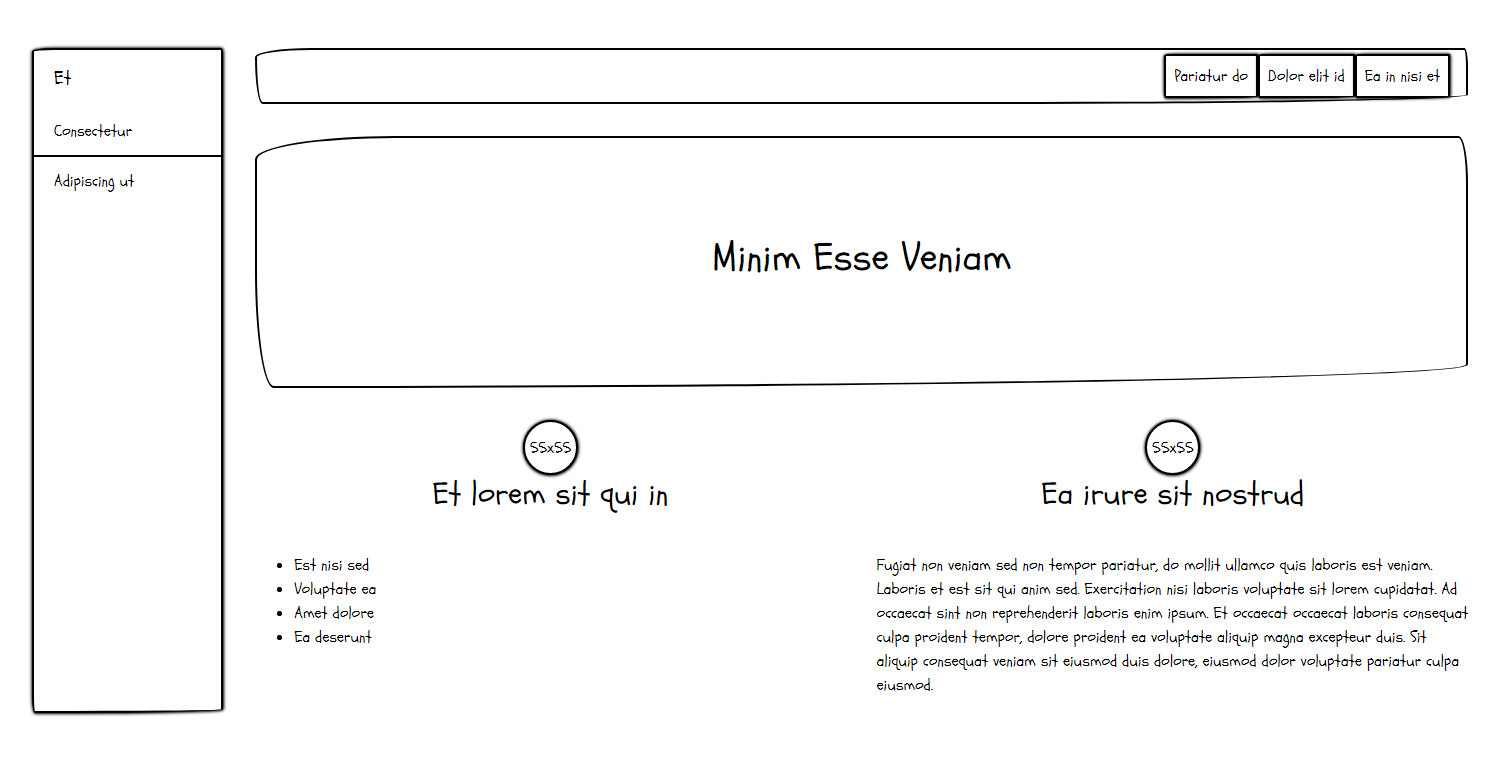 Et
Consectetur
Adipiscing ut
Pariatur do
Dolor elit id
Ea in nisi et
Minim Esse Veniam
55x55
Et lorem sit qui in
Est nisi sed
Voluptate ea
Amet dolore
Ea deserunt
55x55
Ea irure sit nostrud
Fugiat non veniam sed non tempor pariatur, do mollit ullamco quis laboris est veniam.
Laboris et est sit qui anim sed. Exercitation nisi laboris voluptate sit lorem cupidatat. Ad
occaecat sint non reprehenderit laboris enim ipsum. Et occaecat occaecat laboris consequat
culpa proident tempor, dolore proident ea voluptate aliquip magna excepteur duis. Sit
aliquip consequat veniam sit eiusmod duis dolore, eiusmod dolor voluptate pariatur culpa
eiusmod.